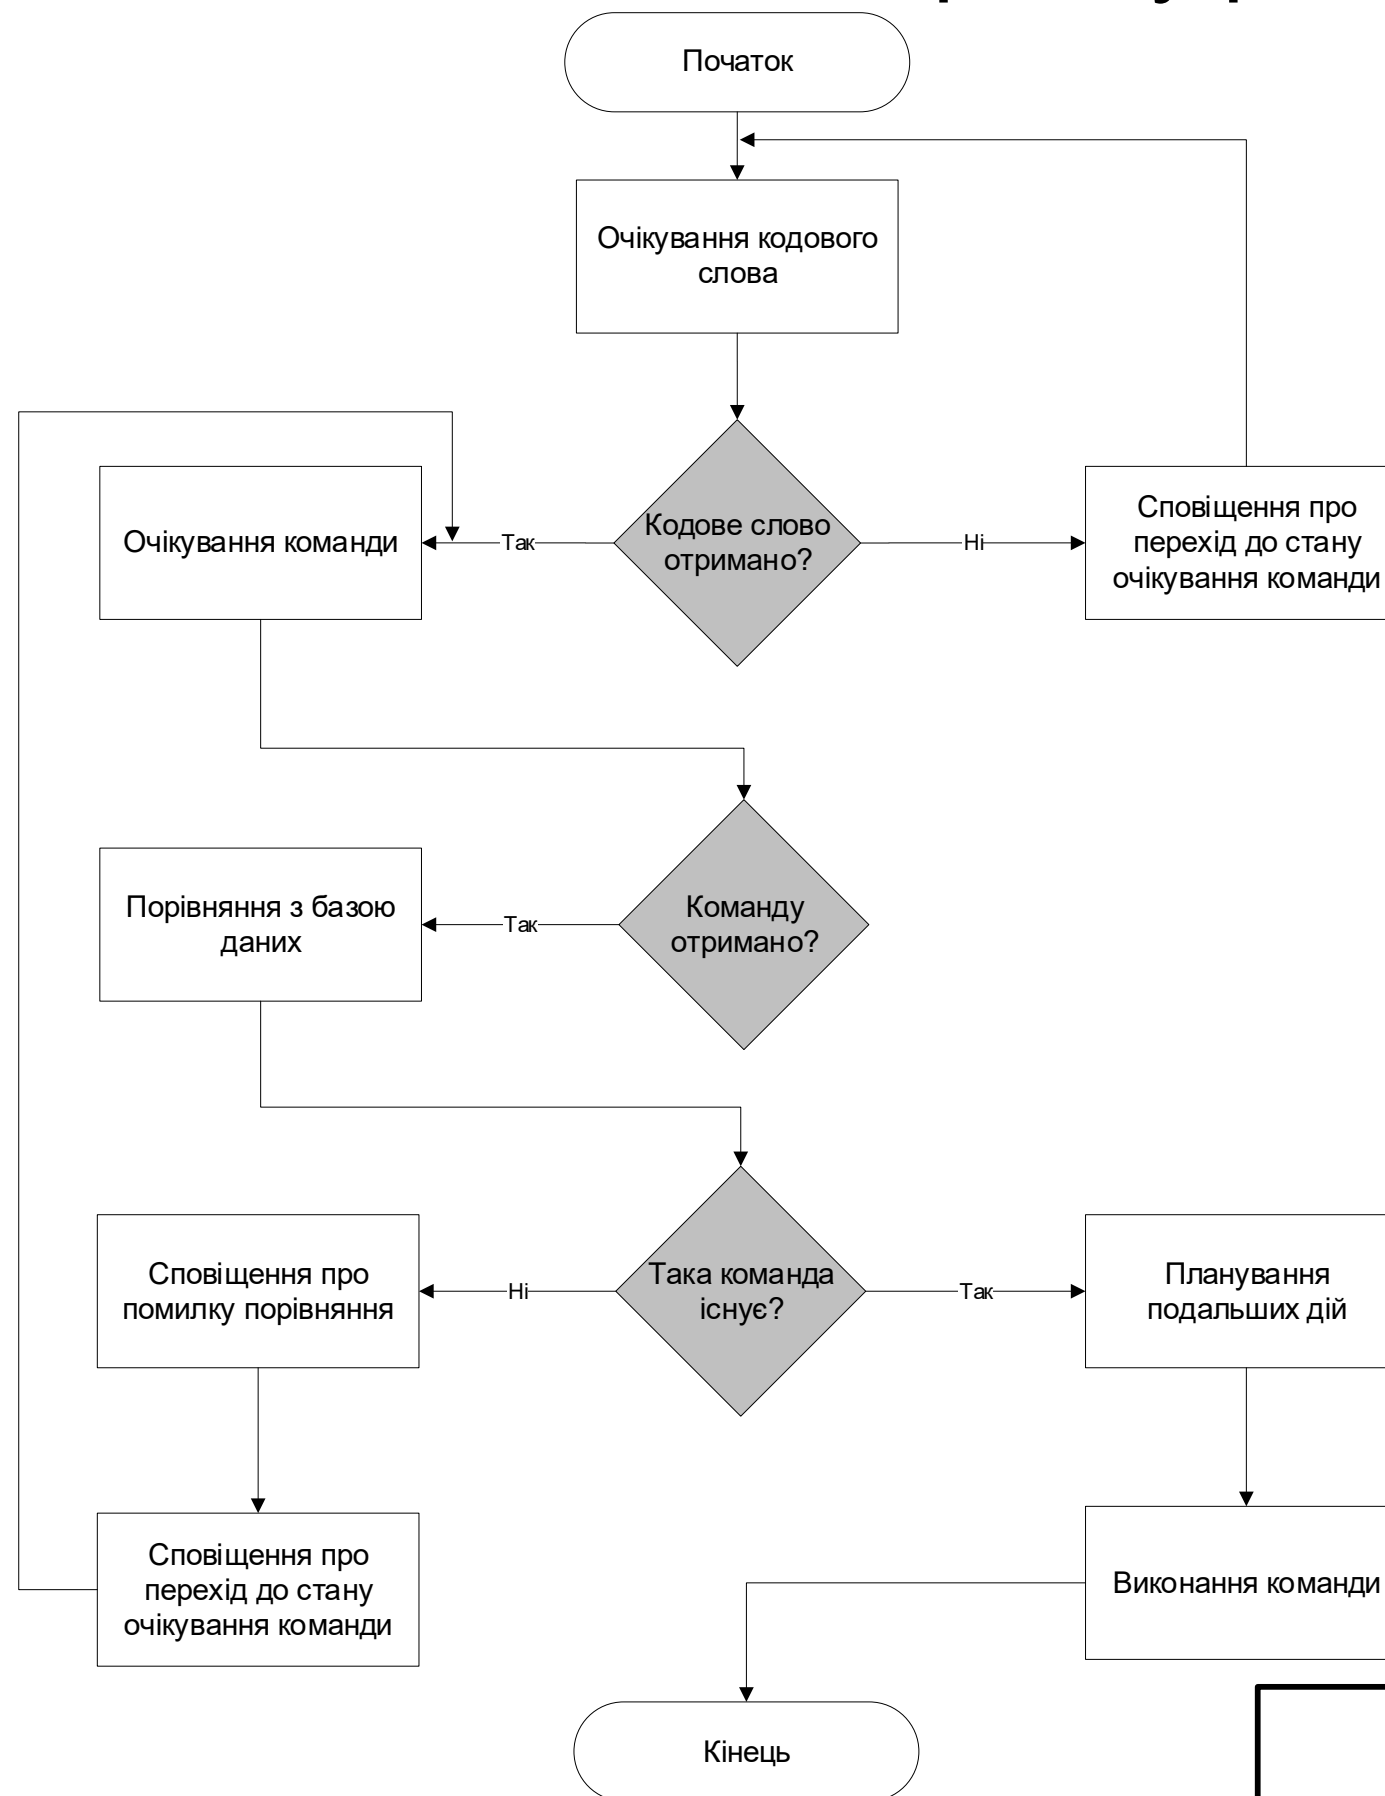 Початок
Очікування кодового
слова
Очікування команди
Так
Кодове слово
отримано?
Ні
Сповіщення про
перехід до стану
очікування команди
Порівняння з базою
даних
Так
Команду
отримано?
Сповіщення про
помилку порівняння
Ні
Така команда
існує?
Так
Планування
подальших дій
Сповіщення про
перехід до стану
очікування команди
Виконання команди
Кінець